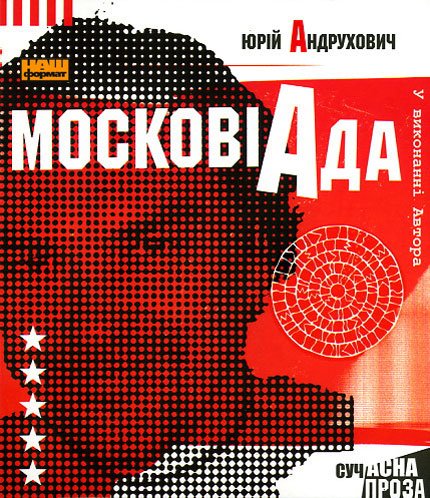 ЮРІЙ АНДРУХОВИЧ
НАШ
формат
МОСКОВІАДА
У виконанні Автора
СУЧАСНА
ПРОЗА